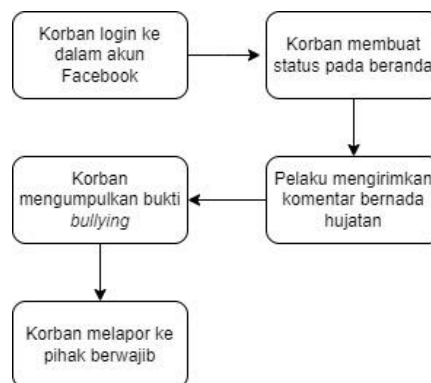 Korban login ke
dalam akun
Facebook
Korban membuat
status pada beranda
Pelaku mengirimkan
komentar bernada
hujatan
Korban
mengumpulkan bukti
bullying
Korban melapor ke
pihak berwajib